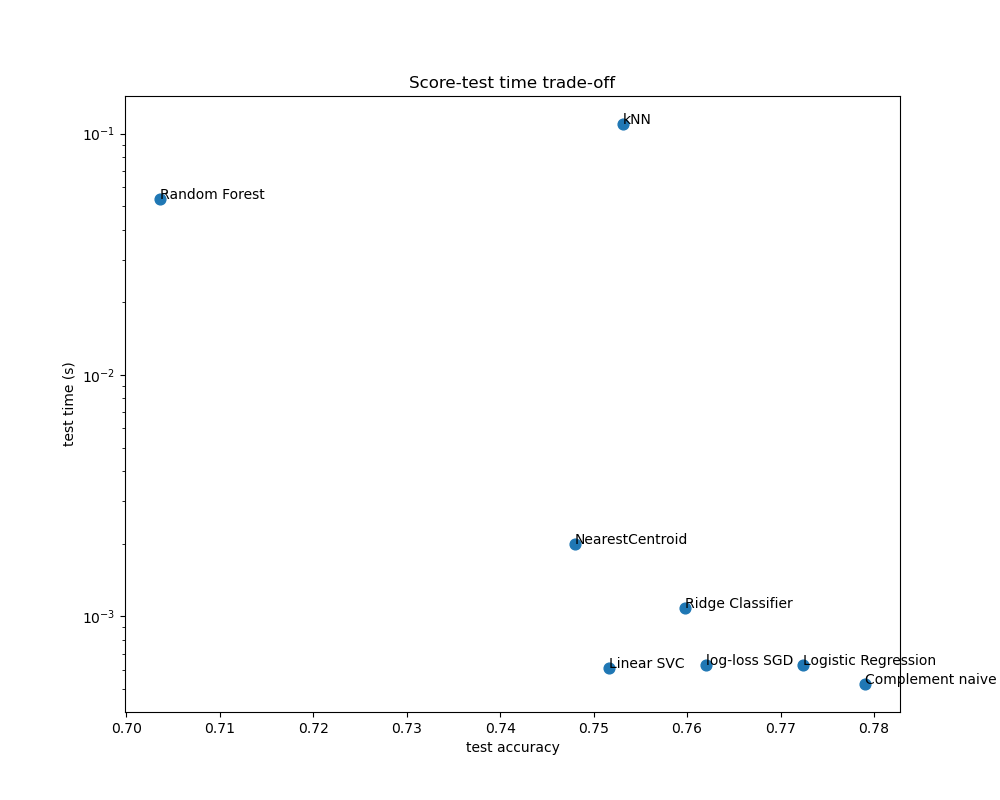 Score-test time trade-off
kNN
10⁻¹
Random Forest
10⁻²
test time (s)
NearestCentroid
Ridge Classifier
10⁻³
Linear SVC
log-loss SGD
Logistic Regression
Complement naive
0.70
0.71
0.72
0.73
0.74
0.75
0.76
0.77
0.78
test accuracy